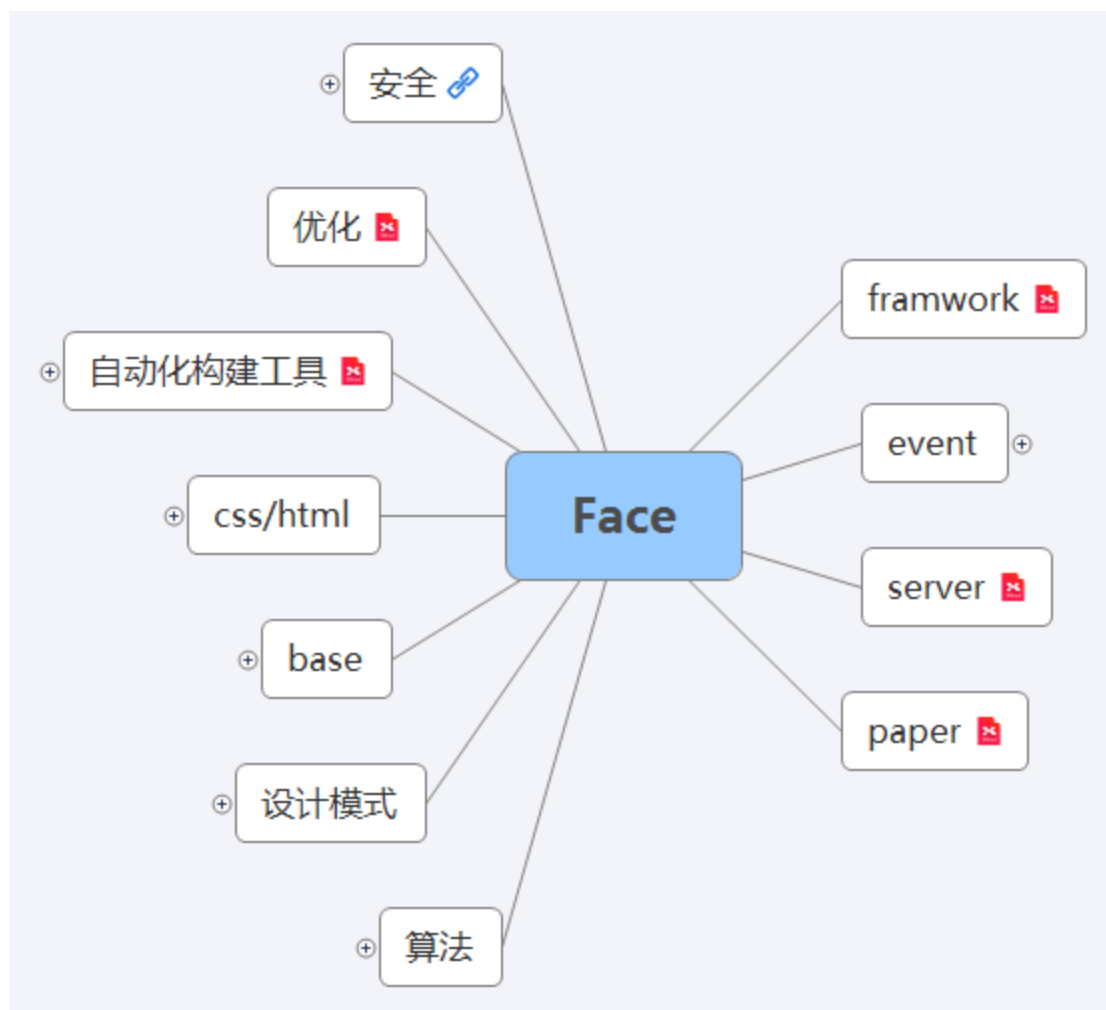 安全
优化
自动化构建工具
css/html
base
设计模式
算法
Face
framwork
event
server
paper